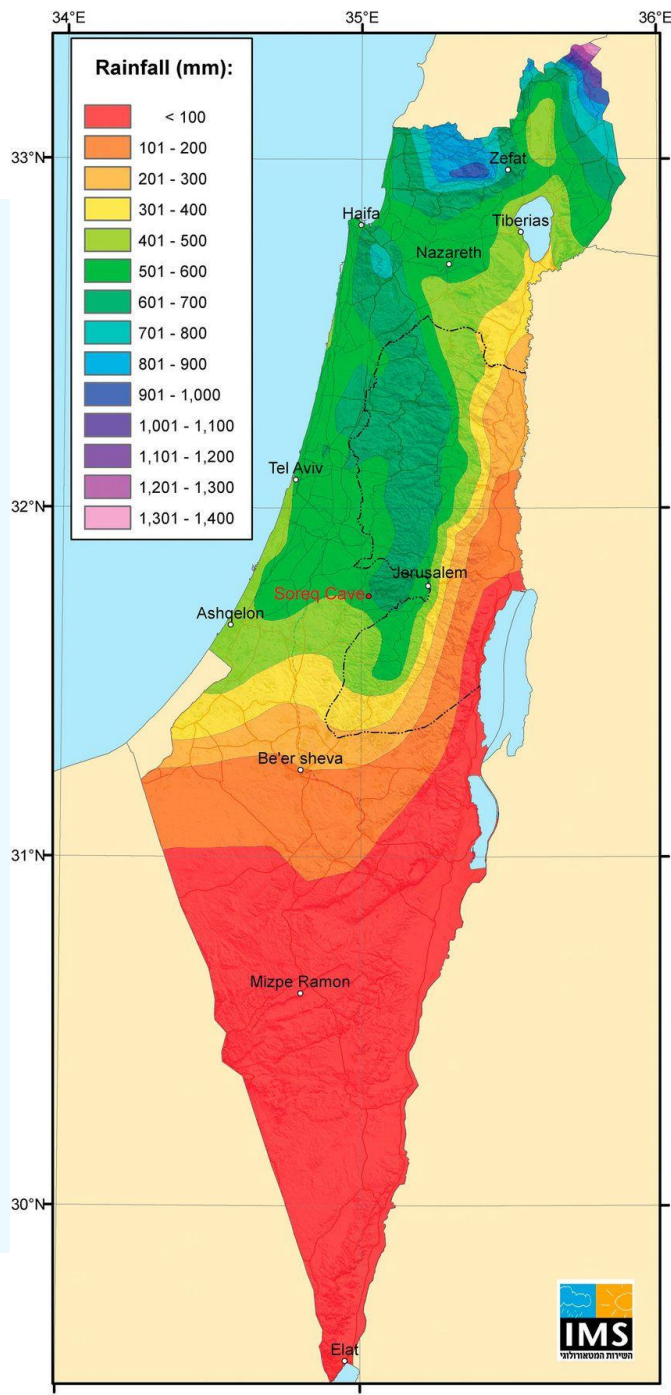 34°E
35°E
36°E
Rainfall (mm):
< 100
101 - 200
201 - 300
301 - 400
401 - 500
501 - 600
601 - 700
701 - 800
801 - 900
901 - 1,000
1,001 - 1,100
1,101 - 1,200
1,201 - 1,300
1,301 - 1,400
33°N
Zefat
Haifa
Tiberias
Nazareth
Tel Aviv
32°N
Jerusalem
Soreq Cave
Ashqelon
Be'er sheva
31°N
Mizpe Ramon
30°N
IMS
השירות המטאורולוגי
Elat